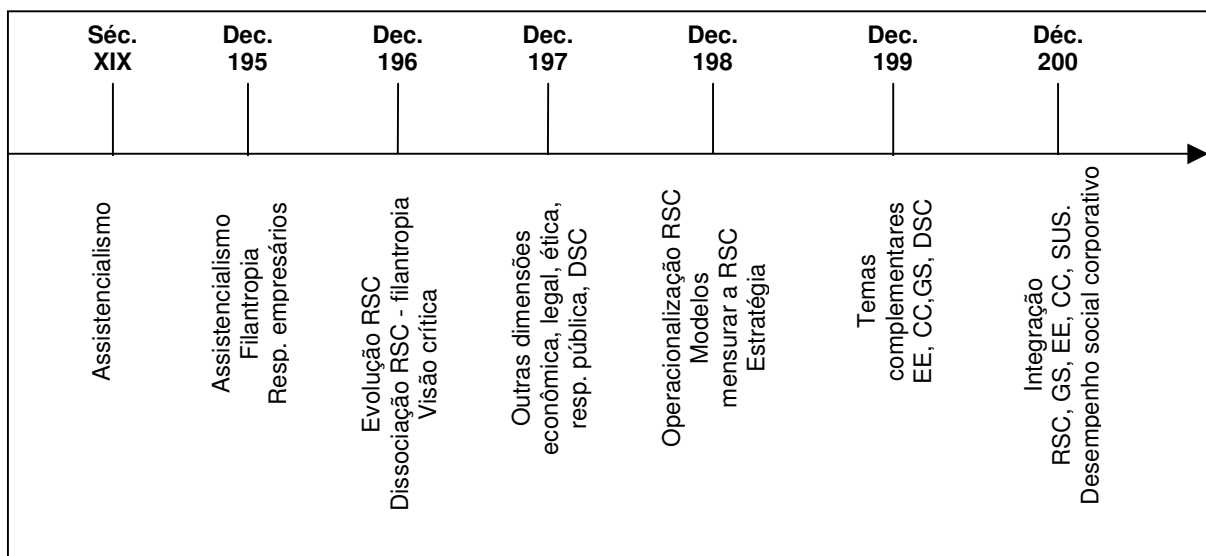 Séc.
XIX
Dec.
195
Dec.
196
Dec.
197
Dec.
198
Dec.
199
Déc.
200
Assistencialismo
Assistencialismo
Filantropia
Resp. empresários
Evolução RSC
Dissociação RSC - filantropia
Visão crítica
Outras dimensões
econômica, legal, ética,
resp. pública, DSC
Operacionalização RSC
Modelos
mensurar a RSC
Estratégia
Temas
complementares
EE, CC,GS, DSC
Integração
RSC, GS, EE, CC, SUS.
Desempenho social corporativo